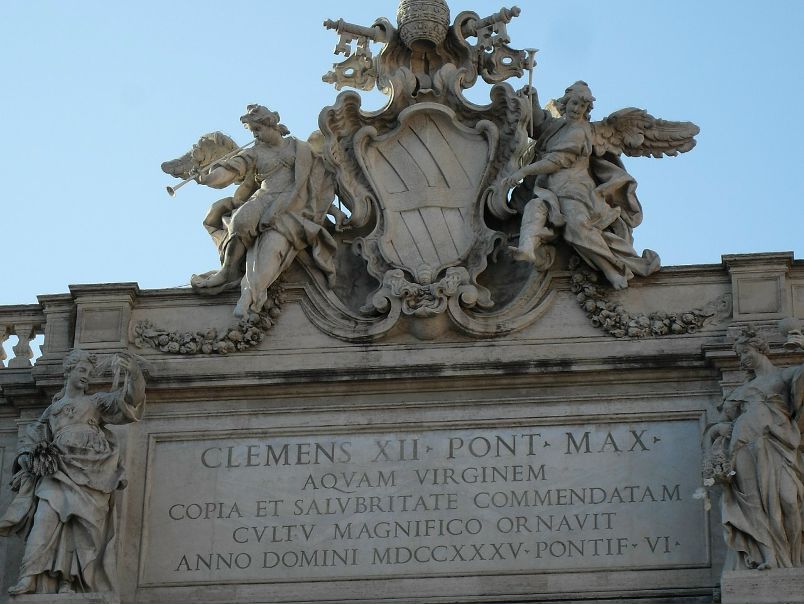 CLEMENS XII· PONT· MAX·
AQVAM VIRGINEM
COPIA ET SALVBRITATE COMMENDATAM
CVLTV MAGNIFICO ORNAVIT
ANNO DOMINI MDCCXXXV· PONTIF· VI·